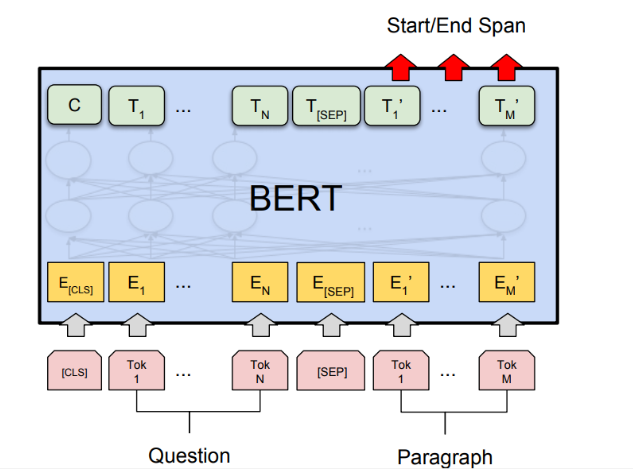 Start/End Span
C T1 ... TN T[SEP] T1’ ... TM’
...
BERT
...
E[CLS] E1 ... EN E[SEP] E1’ ... EM’
[CLS] Tok 1 ... Tok N [SEP] Tok 1 ... Tok M
Question Paragraph